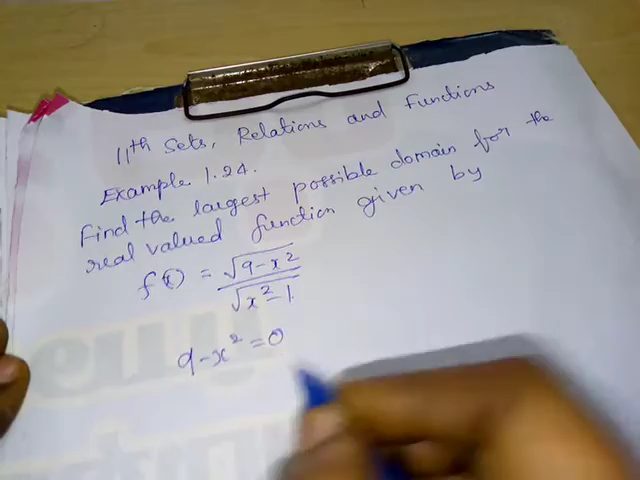 11th Sets, Relations and Functions
Example 1.24.
Find the largest possible domain for the
real valued function given by
f(x) = √9-x² / √x²-1
9-x² = 0